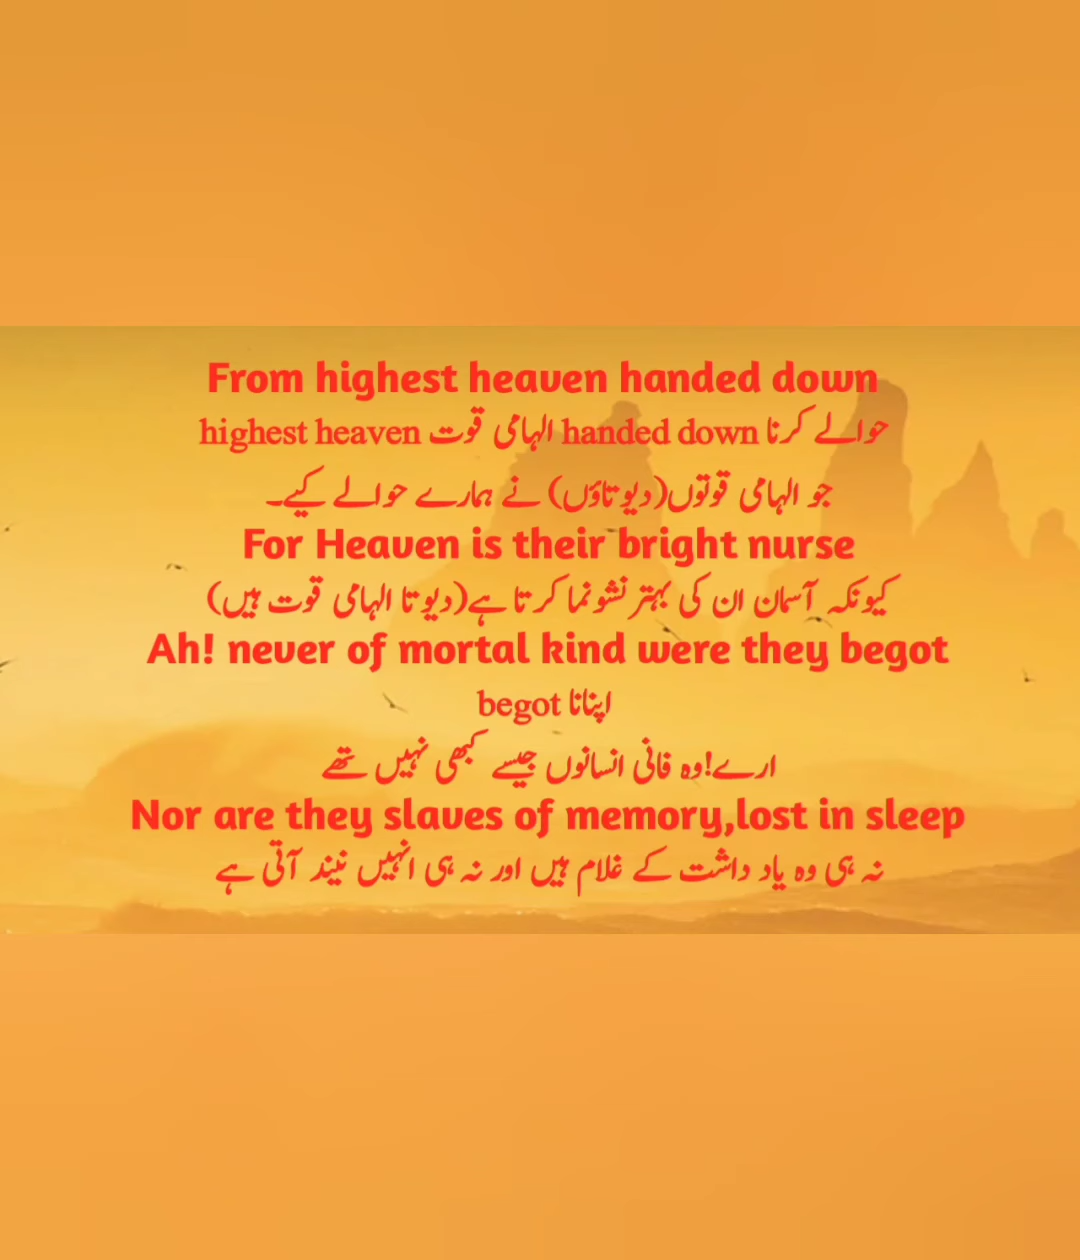 From highest heaven handed down
highest heaven الہامی قوت handed down حوالے کرنا
جو الہامی قوتوں(دیوتاؤں) نے ہمارے حوالے کیے۔
For Heaven is their bright nurse
کیونکہ آسمان ان کی بہتر نشونما کرتا ہے(دیوتا الہامی قوت ہیں)
Ah! never of mortal kind were they begot
begot اپنانا
ارے!وہ فانی انسانوں جیسے کبھی نہیں تھے
Nor are they slaves of memory,lost in sleep
نہ ہی وہ یاد داشت کے غلام ہیں اور نہ ہی انہیں نیند آتی ہے